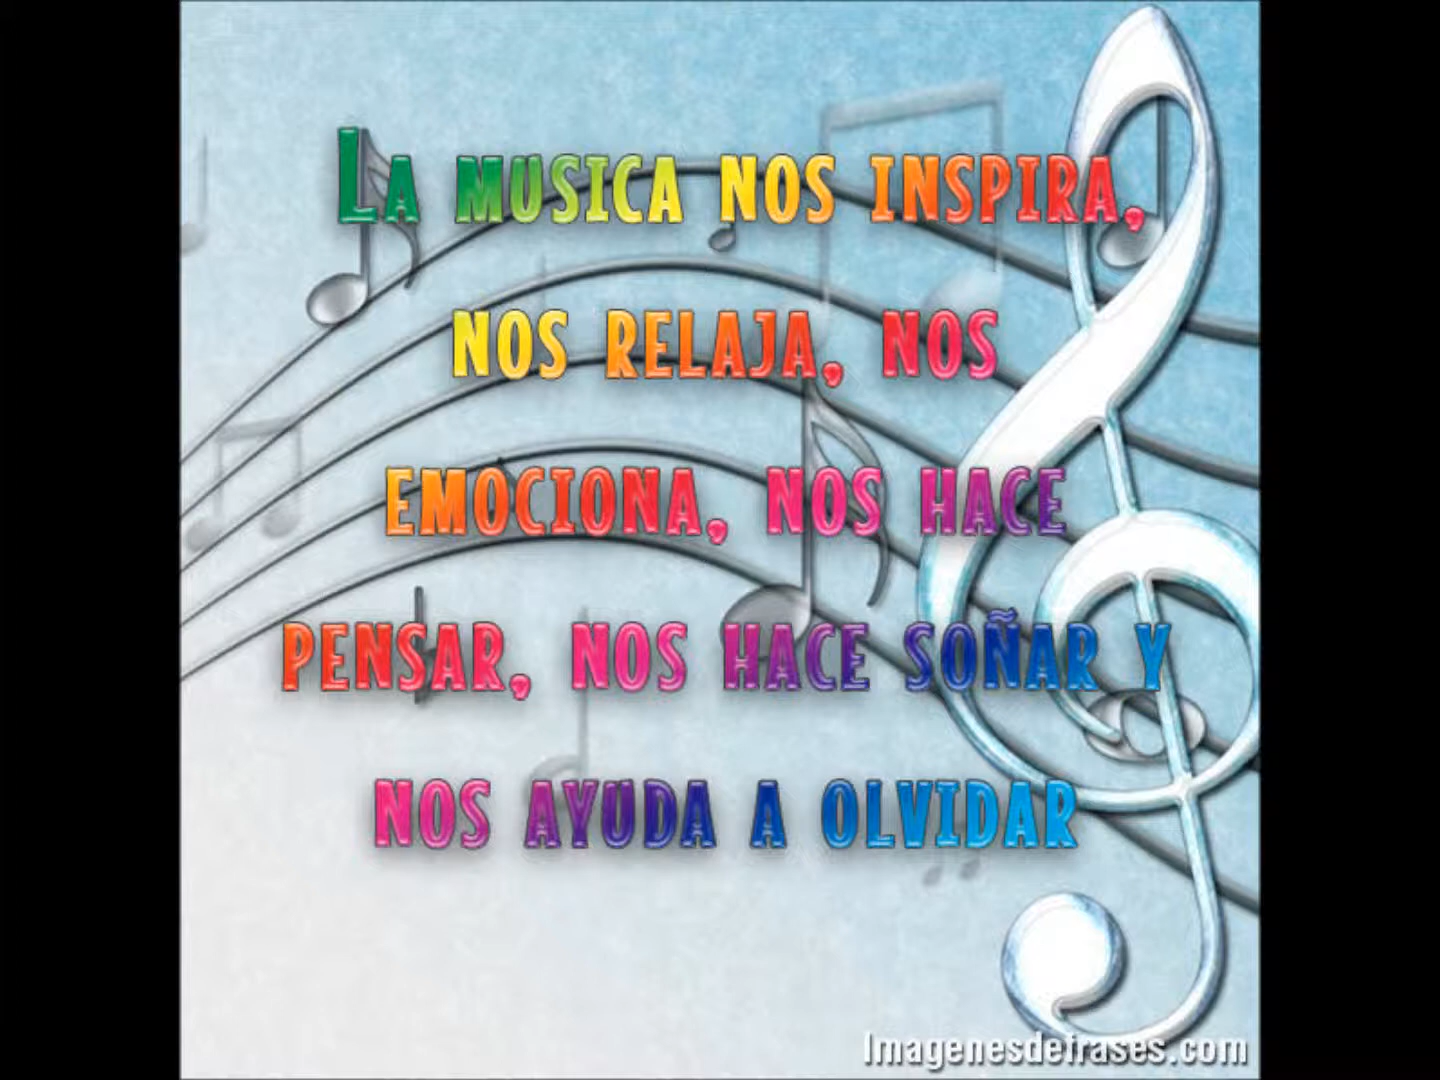 La musica nos inspira,
nos relaja, nos
emociona, nos hace
pensar, nos hace soñar y
nos ayuda a olvidar
Imagenesdefrases.com